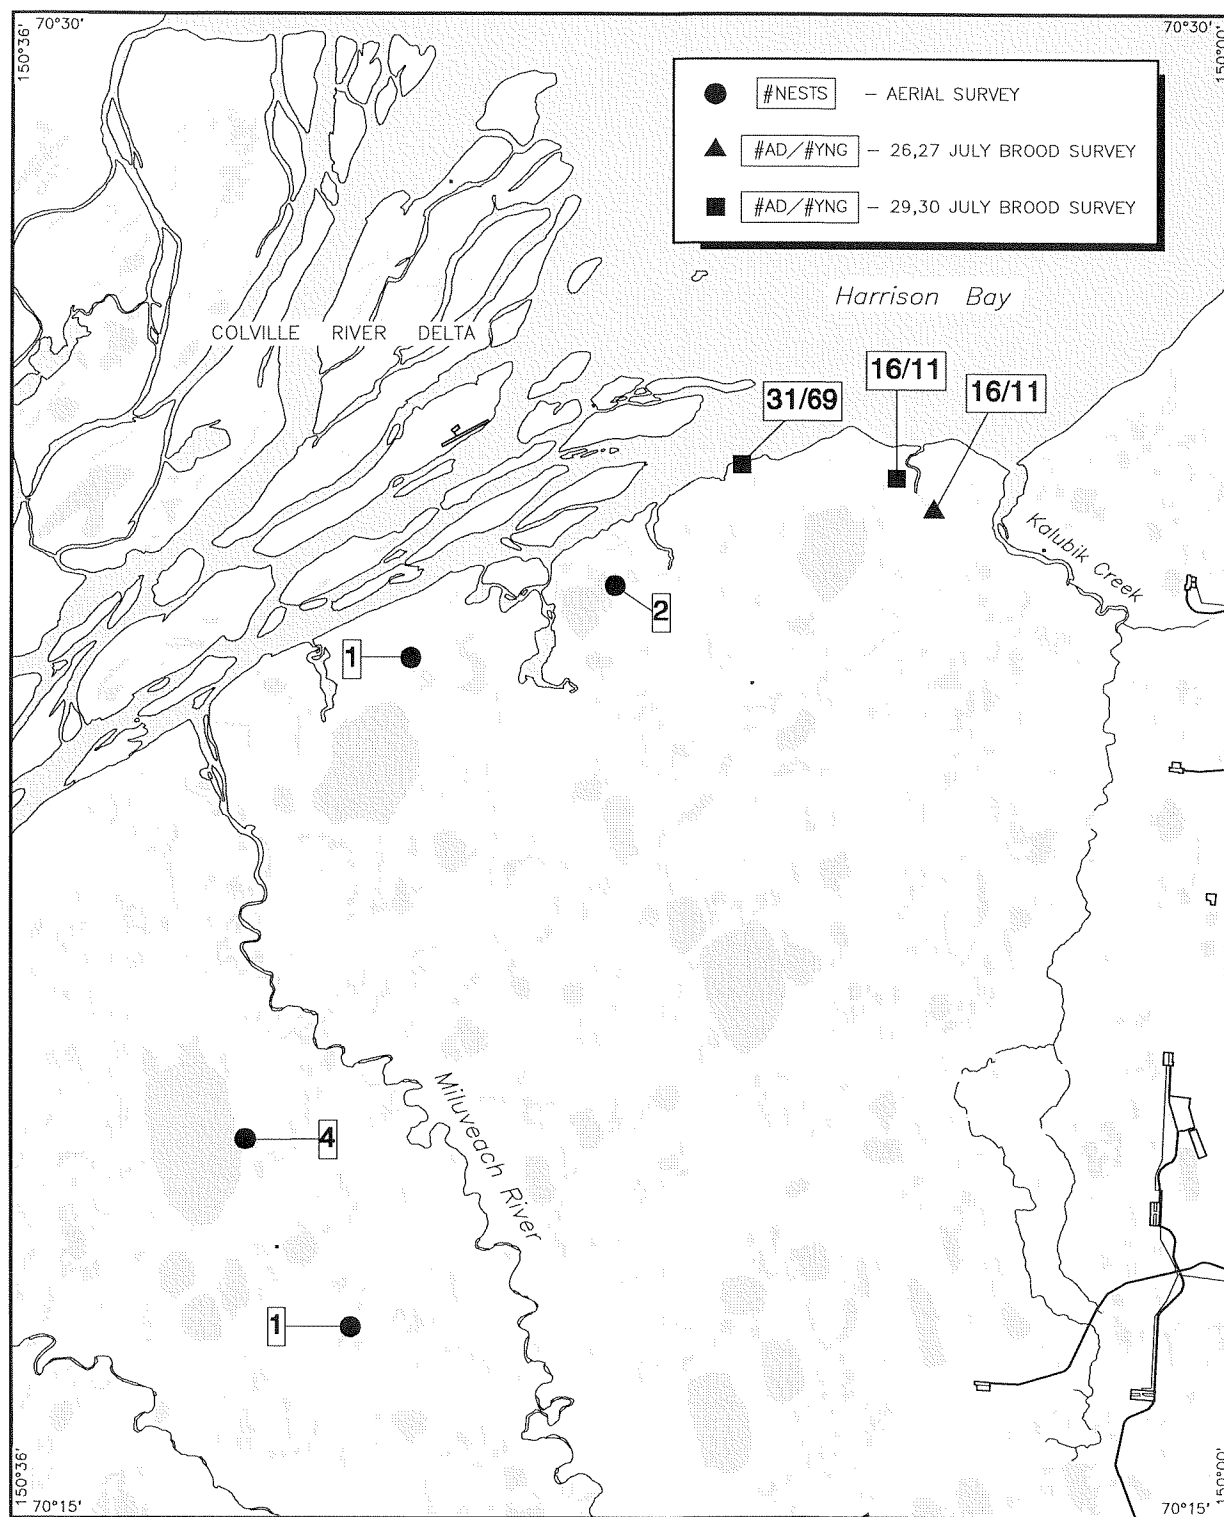 70°30'
70°30'
150°36'
150°00'
#NESTS – AERIAL SURVEY
#AD/#YNG – 26,27 JULY BROOD SURVEY
#AD/#YNG – 29,30 JULY BROOD SURVEY
Harrison Bay
COLVILLE RIVER DELTA
16/11
31/69
16/11
Kalubik Creek
2
1
Miluveach River
4
1
150°36'
150°00'
70°15'
70°15'